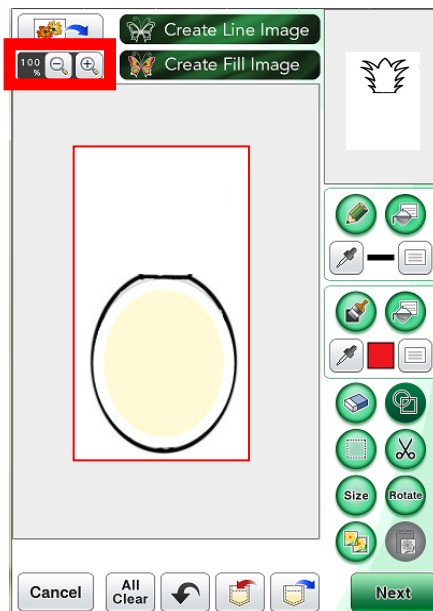 Create Line Image
100
%
Create Fill Image
Size
Rotate
Cancel
All
Clear
Next